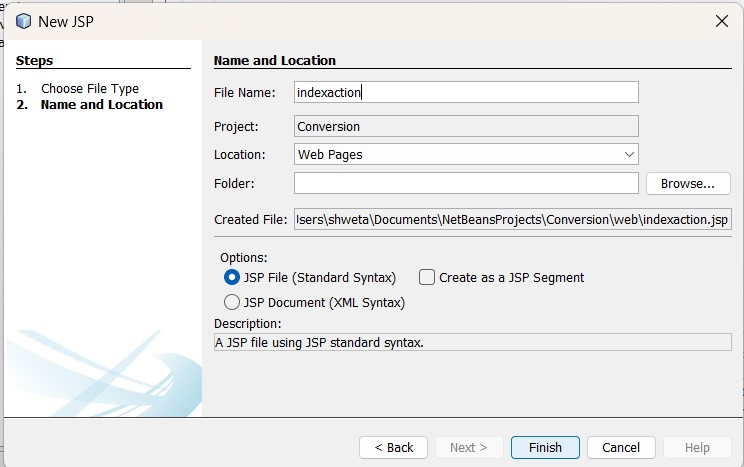 New JSP
Steps
1. Choose File Type
2. Name and Location
Name and Location
File Name: indexaction
Project: Conversion
Location: Web Pages
Folder: Browse...
Created File: Jsers\shweta\Documents\NetBeansProjects\Conversion\web\indexaction.jsp
Options:
JSP File (Standard Syntax) Create as a JSP Segment
JSP Document (XML Syntax)
Description:
A JSP file using JSP standard syntax.
< Back Next > Finish Cancel Help